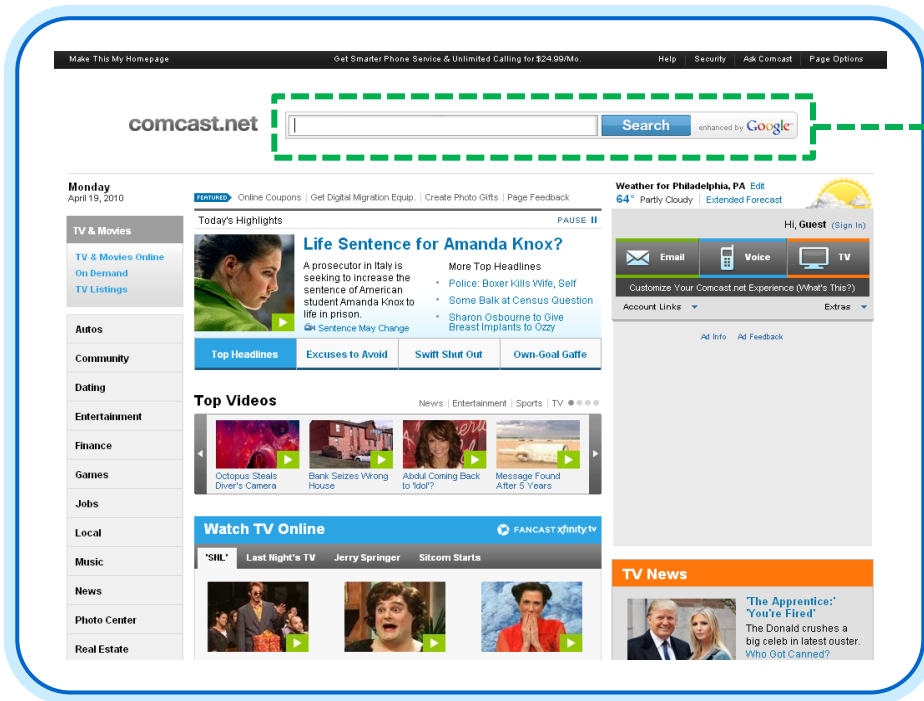 Make This My Homepage
Get Smarter Phone Service & Unlimited Calling for $24.99/Mo.
Help | Security | Ask Comcast | Page Options
comcast.net
Search
enhanced by Google
Monday
April 19, 2010
FEATURED Online Coupons | Get Digital Migration Equip. | Create Photo Gifts | Page Feedback
Weather for Philadelphia, PA Edit
64° Partly Cloudy | Extended Forecast
Hi, Guest (Sign In)
Email
Voice
TV
Customize Your Comcast.net Experience (What's This?)
Account Links
Extras
Ad Info Ad Feedback
TV & Movies
TV & Movies Online
On Demand
TV Listings
Autos
Community
Dating
Entertainment
Finance
Games
Jobs
Local
Music
News
Photo Center
Real Estate
Today's Highlights
PAUSE
Life Sentence for Amanda Knox?
A prosecutor in Italy is
seeking to increase the
sentence of American
student Amanda Knox to
life in prison.
Sentence May Change
More Top Headlines
• Police: Boxer Kills Wife, Self
• Some Balk at Census Question
• Sharon Osbourne to Give
Breast Implants to Ozzy
Top Headlines
Excuses to Avoid
Swift Shut Out
Own-Goal Gaffe
Top Videos
News | Entertainment | Sports | TV
Octopus Steals
Diver's Camera
Bank Seizes Wrong
House
Abdul Coming Back
to 'Idol'?
Message Found
After 5 Years
Watch TV Online
FANCAST xfinity.tv
'SNL'
Last Night's TV
Jerry Springer
Sitcom Starts
TV News
'The Apprentice:'
'You're Fired'
The Donald crushes a
big celeb in latest ouster.
Who Got Canned?